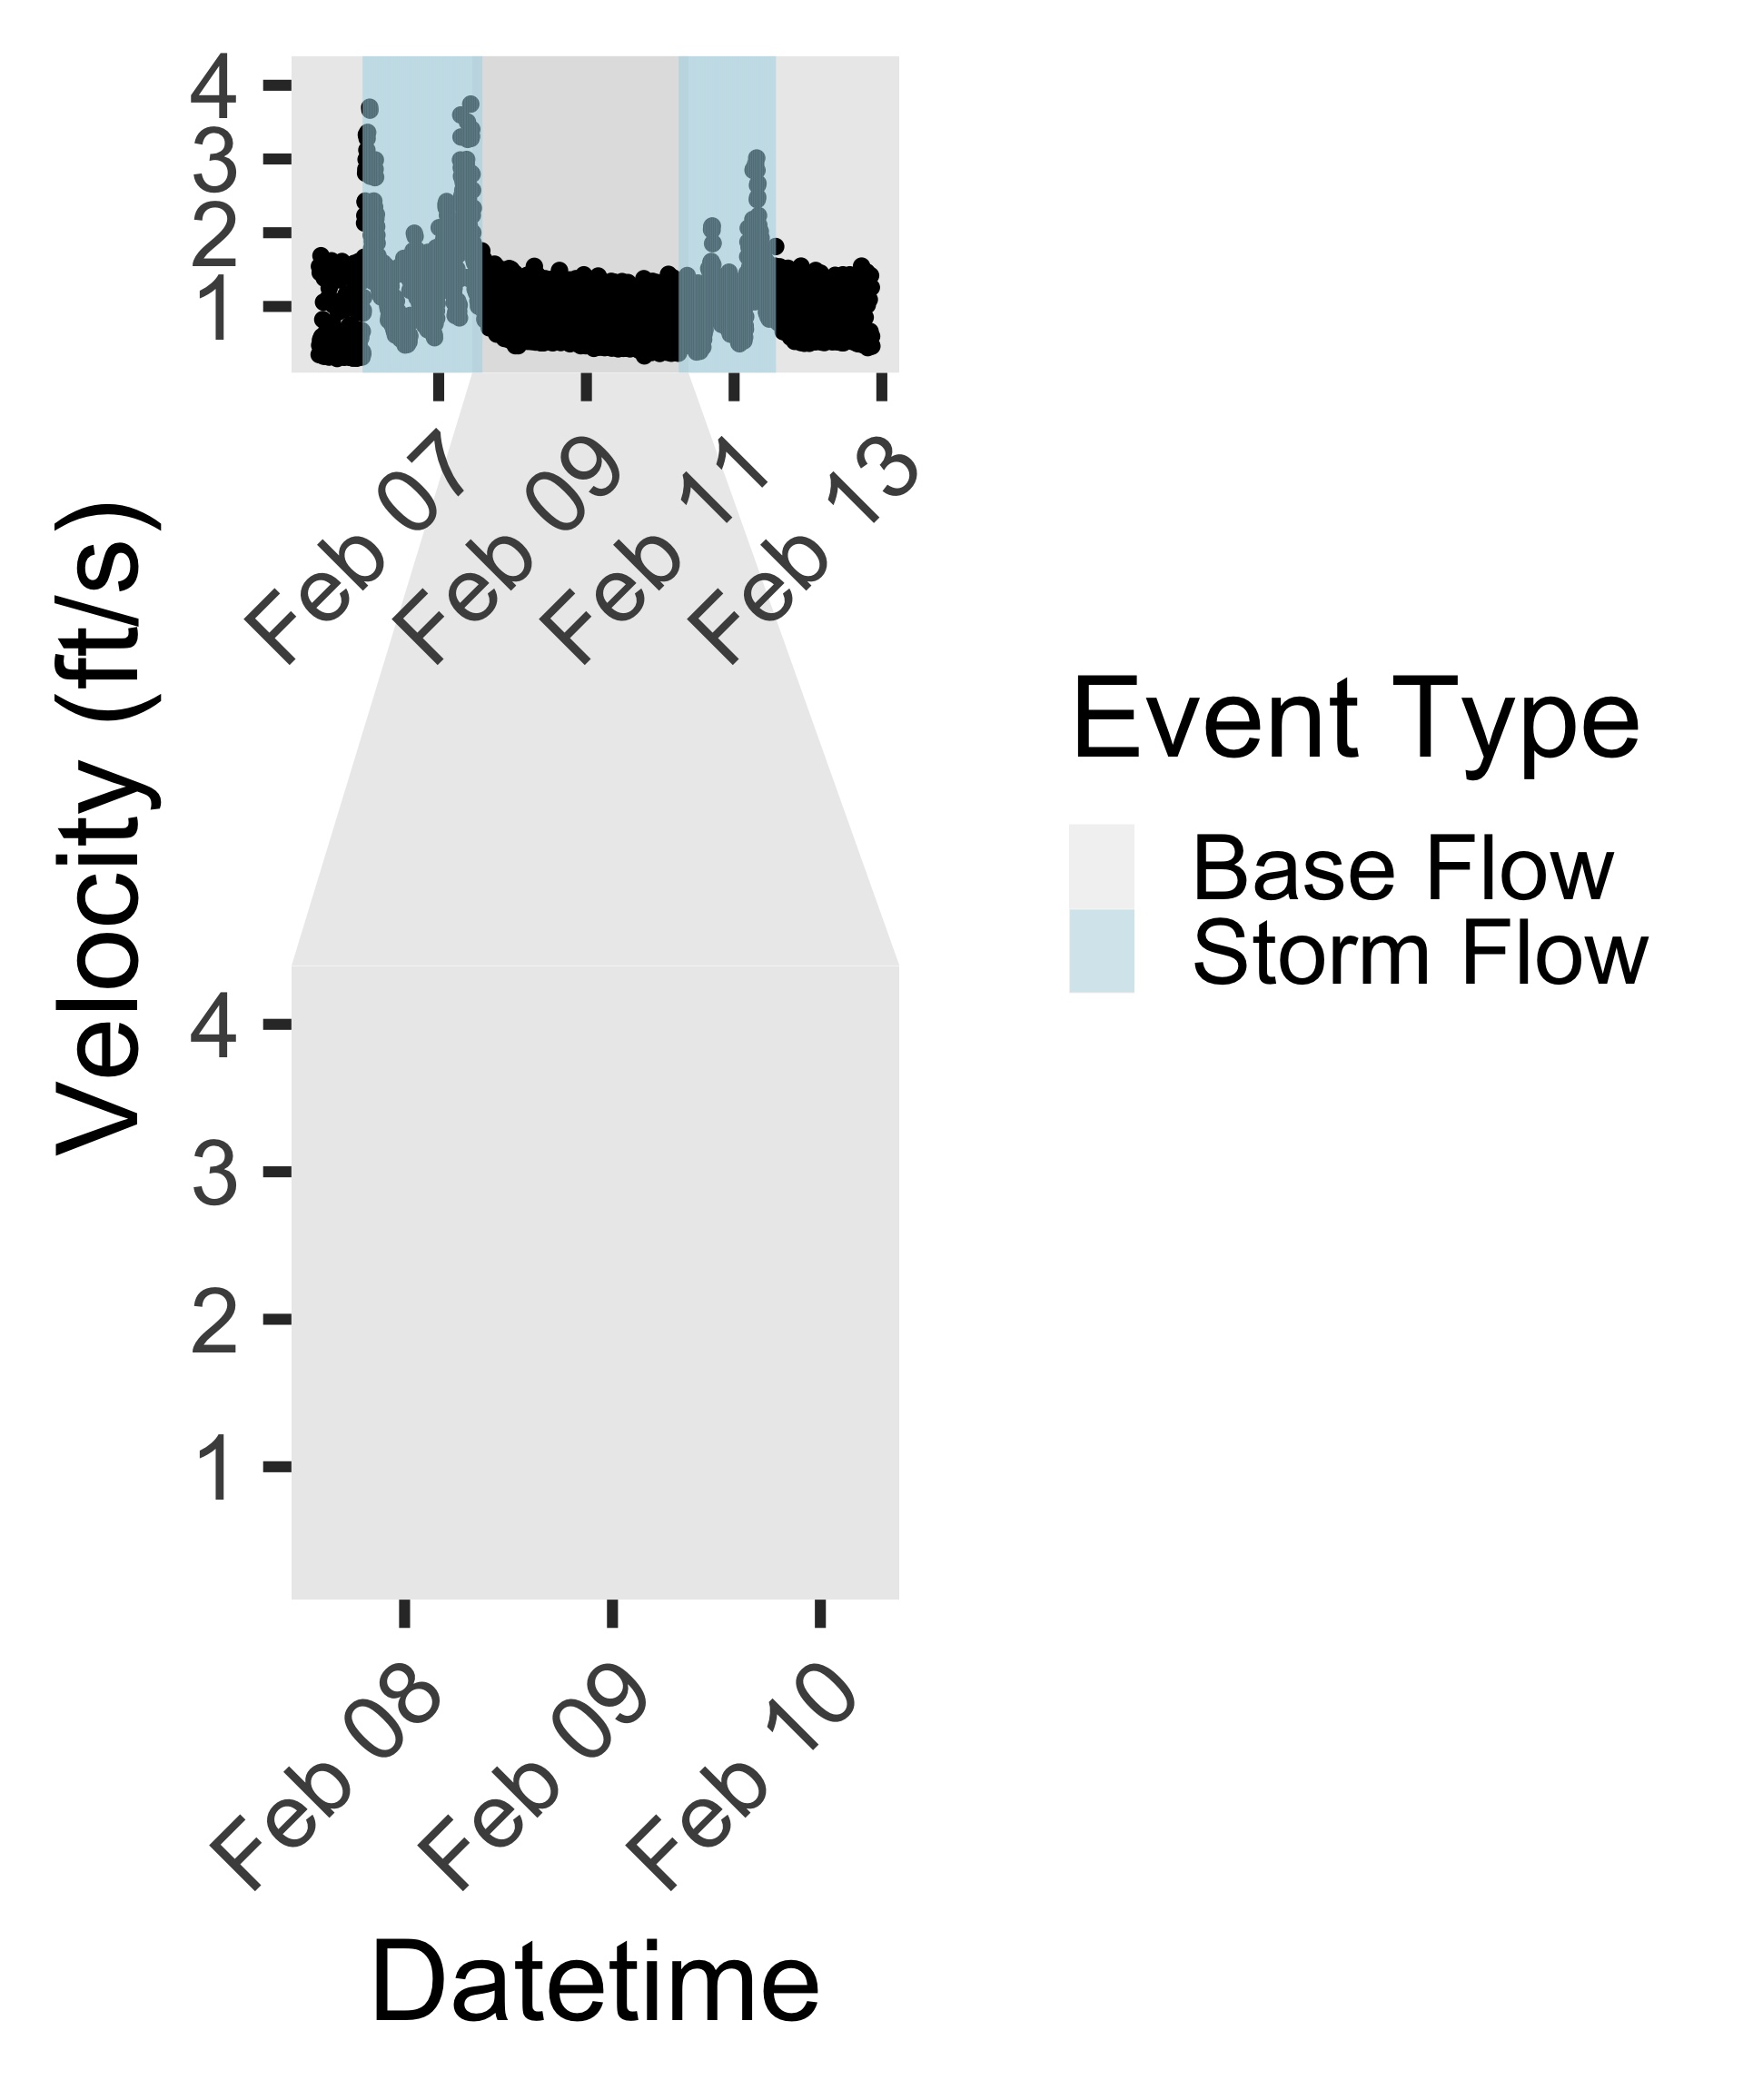 Velocity (ft/s)
4
3
2
1
Feb 07
Feb 09
Feb 11
Feb 13
4
3
2
1
Feb 08
Feb 09
Feb 10
Datetime
Event Type
Base Flow
Storm Flow